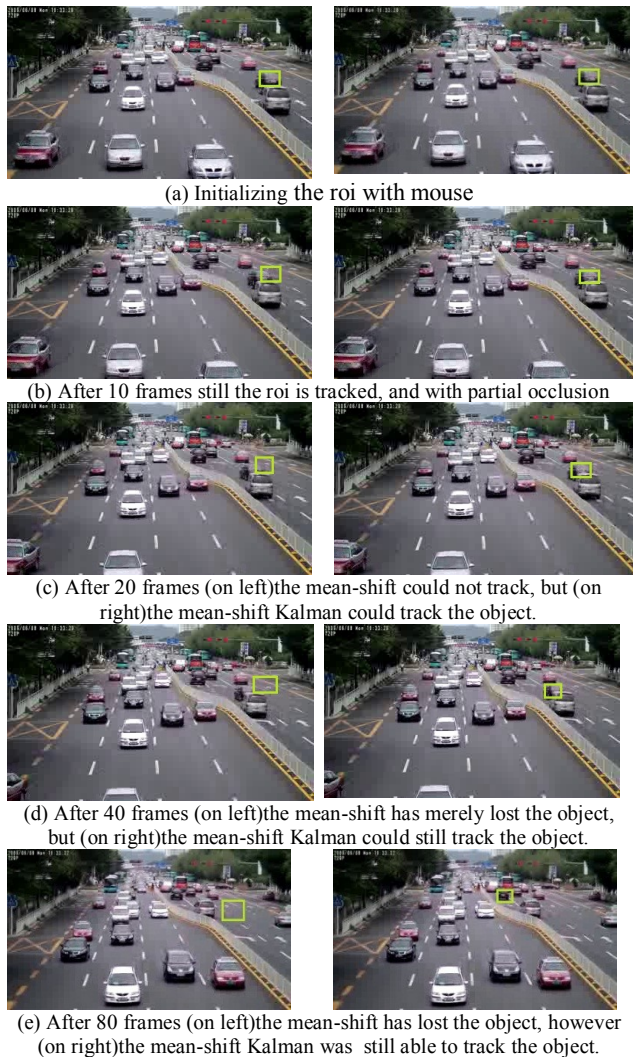 (a) Initializing the roi with mouse
(b) After 10 frames still the roi is tracked, and with partial occlusion
(c) After 20 frames (on left)the mean-shift could not track, but (on
right)the mean-shift Kalman could track the object.
(d) After 40 frames (on left)the mean-shift has merely lost the object,
but (on right)the mean-shift Kalman could still track the object.
(e) After 80 frames (on left)the mean-shift has lost the object, however
(on right)the mean-shift Kalman was still able to track the object.